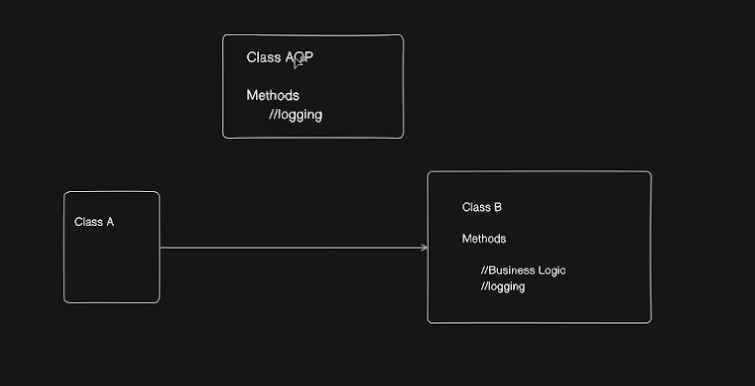 Class AOP
Methods
//logging
Class A
Class B
Methods
//Business Logic
//logging